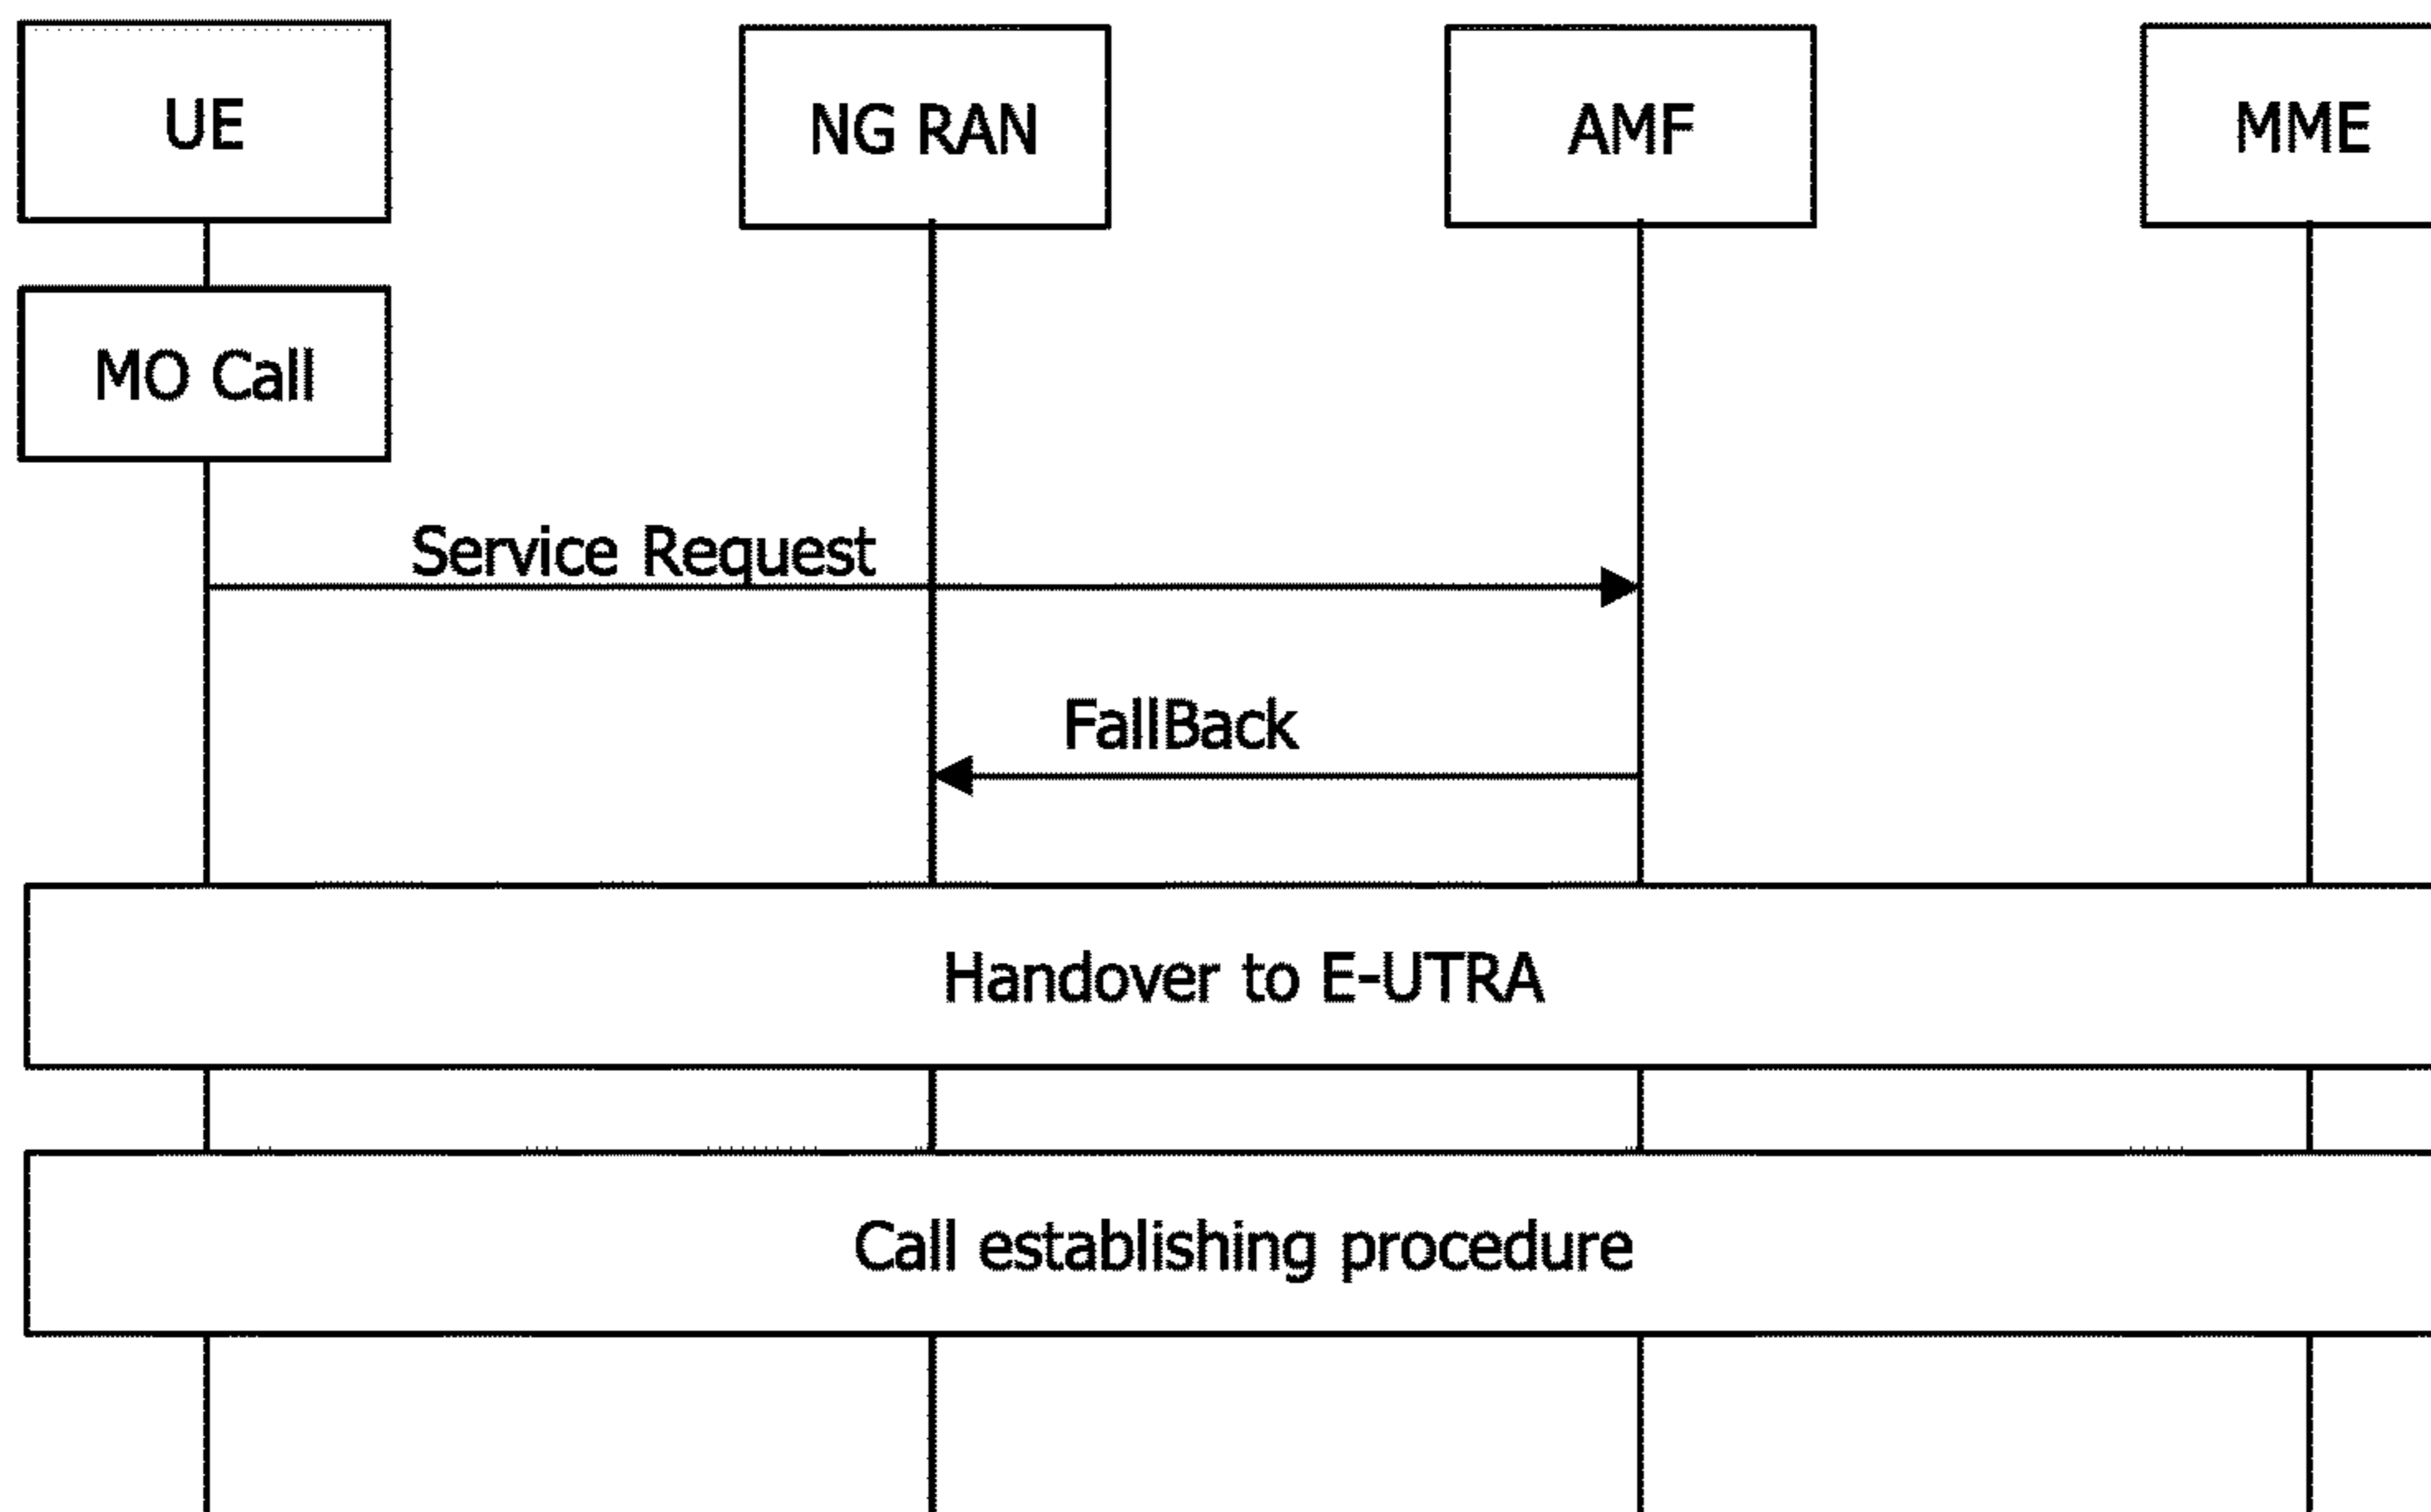 UE
NG RAN
AMF
MME
MO Call
Service Request
FallBack
Handover to E-UTRA
Call establishing procedure